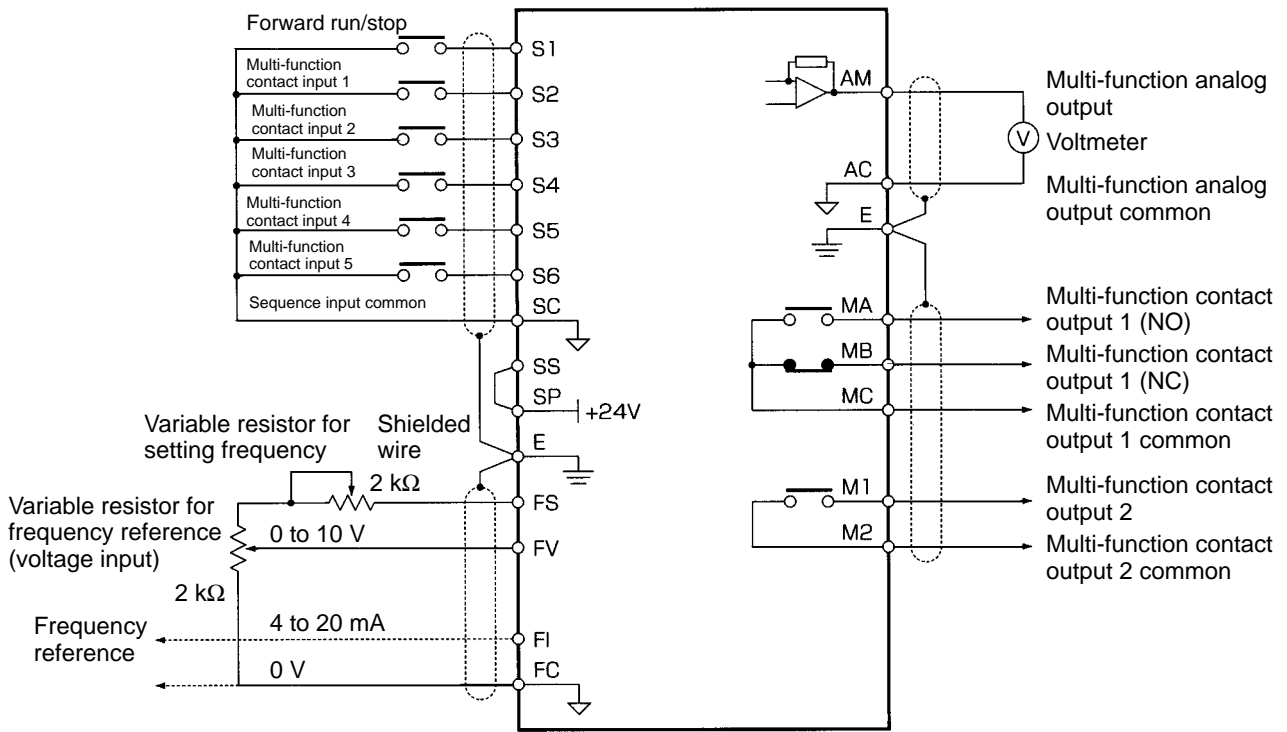 Forward run/stop
S1
Multi-function
contact input 1
S2
Multi-function
contact input 2
S3
Multi-function
contact input 3
S4
Multi-function
contact input 4
S5
Multi-function
contact input 5
S6
Sequence input common
SC
SS
SP
+24V
Variable resistor for
setting frequency
Shielded
wire
E
2 kΩ
FS
Variable resistor for
frequency reference
(voltage input)
0 to 10 V
FV
2 kΩ
Frequency
reference
4 to 20 mA
FI
0 V
FC
AM
Multi-function analog
output
V
Voltmeter
AC
Multi-function analog
output common
E
MA
Multi-function contact
output 1 (NO)
MB
Multi-function contact
output 1 (NC)
MC
Multi-function contact
output 1 common
M1
Multi-function contact
output 2
M2
Multi-function contact
output 2 common